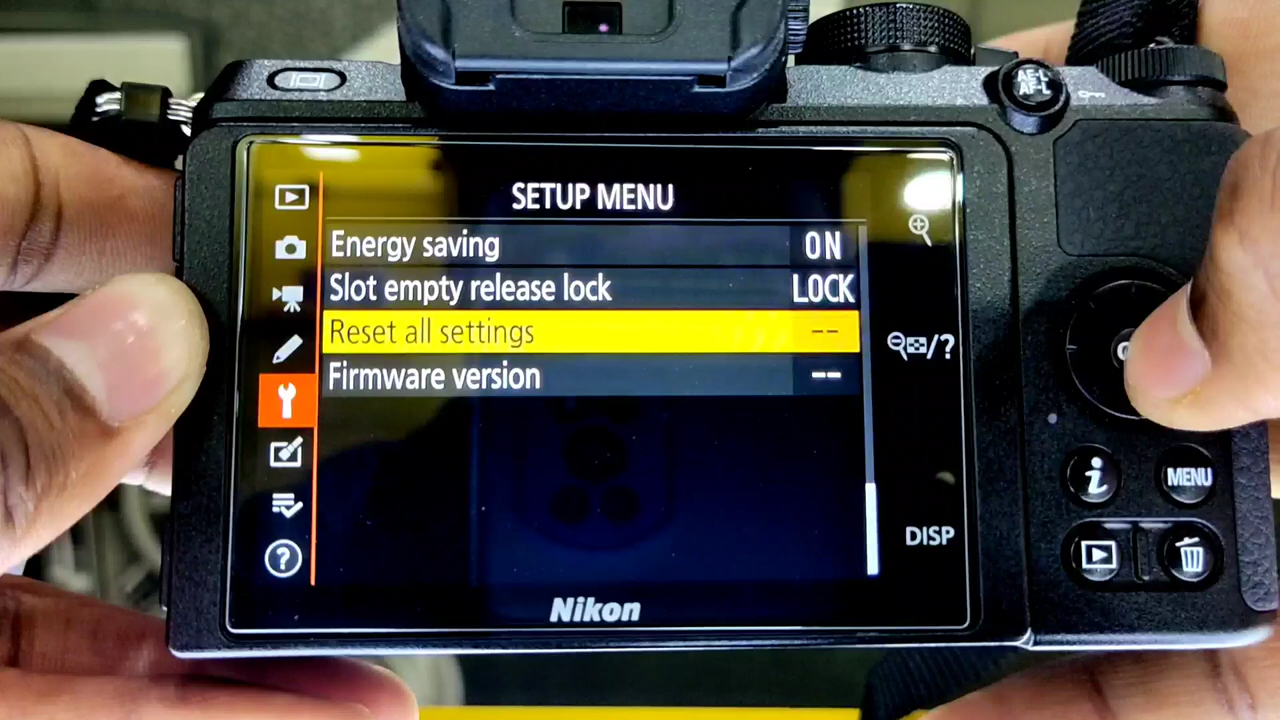 AE-L
AF-L
SETUP MENU
Energy saving ON
Slot empty release lock LOCK
Reset all settings --
Firmware version --
/?
DISP
i
MENU
?
Nikon